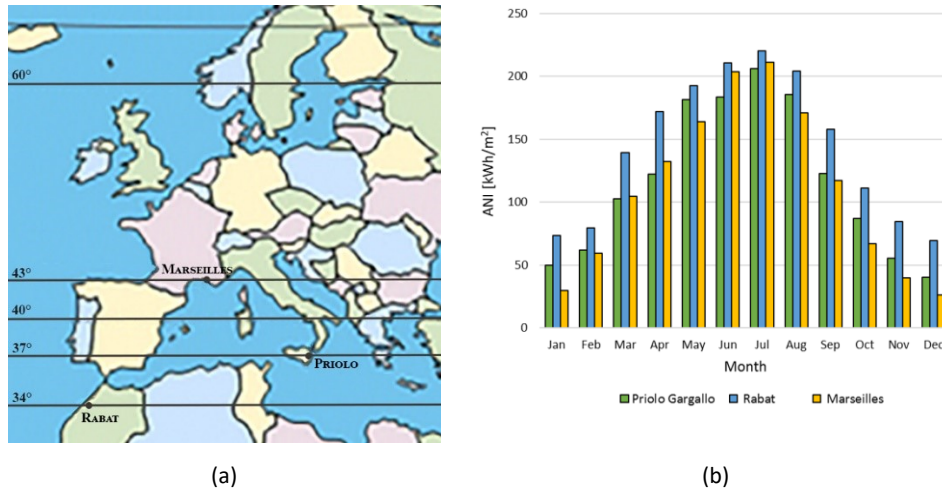 60°
MARSEILLES
43°
40°
37°
PRIOLO
34°
RABAT
(a)
250
200
150
100
50
0
ANI [kWh/m²]
Jan Feb Mar Apr May Jun Jul Aug Sep Oct Nov Dec
Month
Priolo Gargallo Rabat Marseilles
(b)